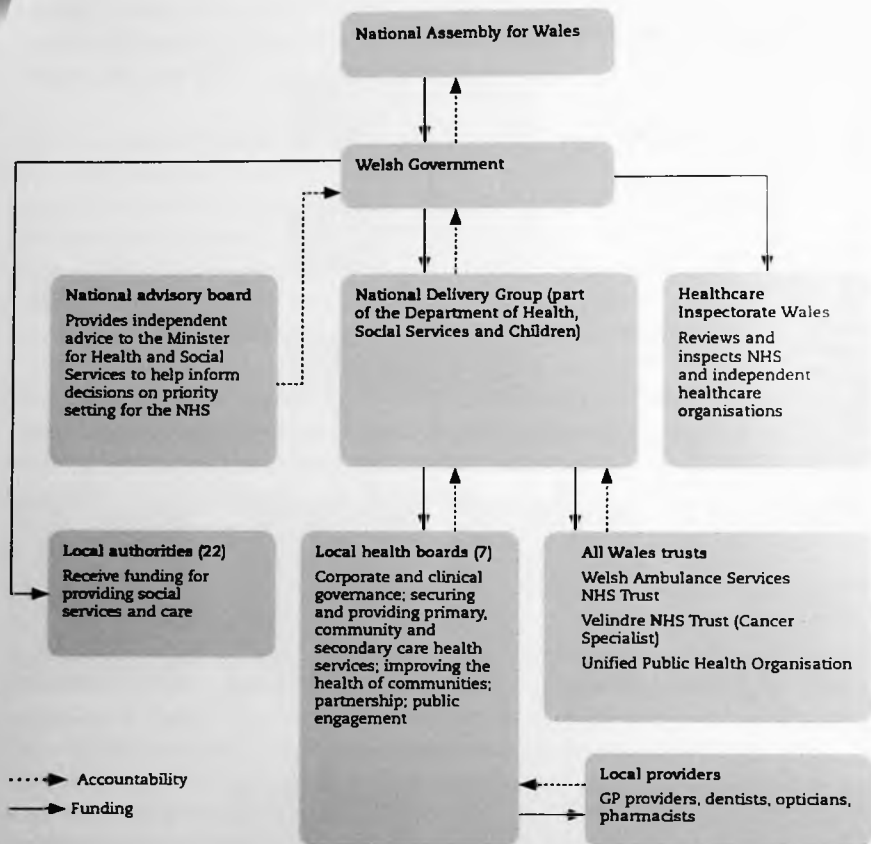 National Assembly for Wales
Welsh Government
National advisory board
Provides independent
advice to the Minister
for Health and Social
Services to help inform
decisions on priority
setting for the NHS
National Delivery Group (part
of the Department of Health,
Social Services and Children)
Healthcare
Inspectorate Wales
Reviews and
inspects NHS
and independent
healthcare
organisations
Local authorities (22)
Receive funding for
providing social
services and care
Local health boards (7)
Corporate and clinical
governance; securing
and providing primary,
community and
secondary care health
services; improving the
health of communities;
partnership; public
engagement
All Wales trusts
Welsh Ambulance Services
NHS Trust
Velindre NHS Trust (Cancer
Specialist)
Unified Public Health Organisation
Local providers
GP providers, dentists, opticians,
pharmacists
Accountability
Funding